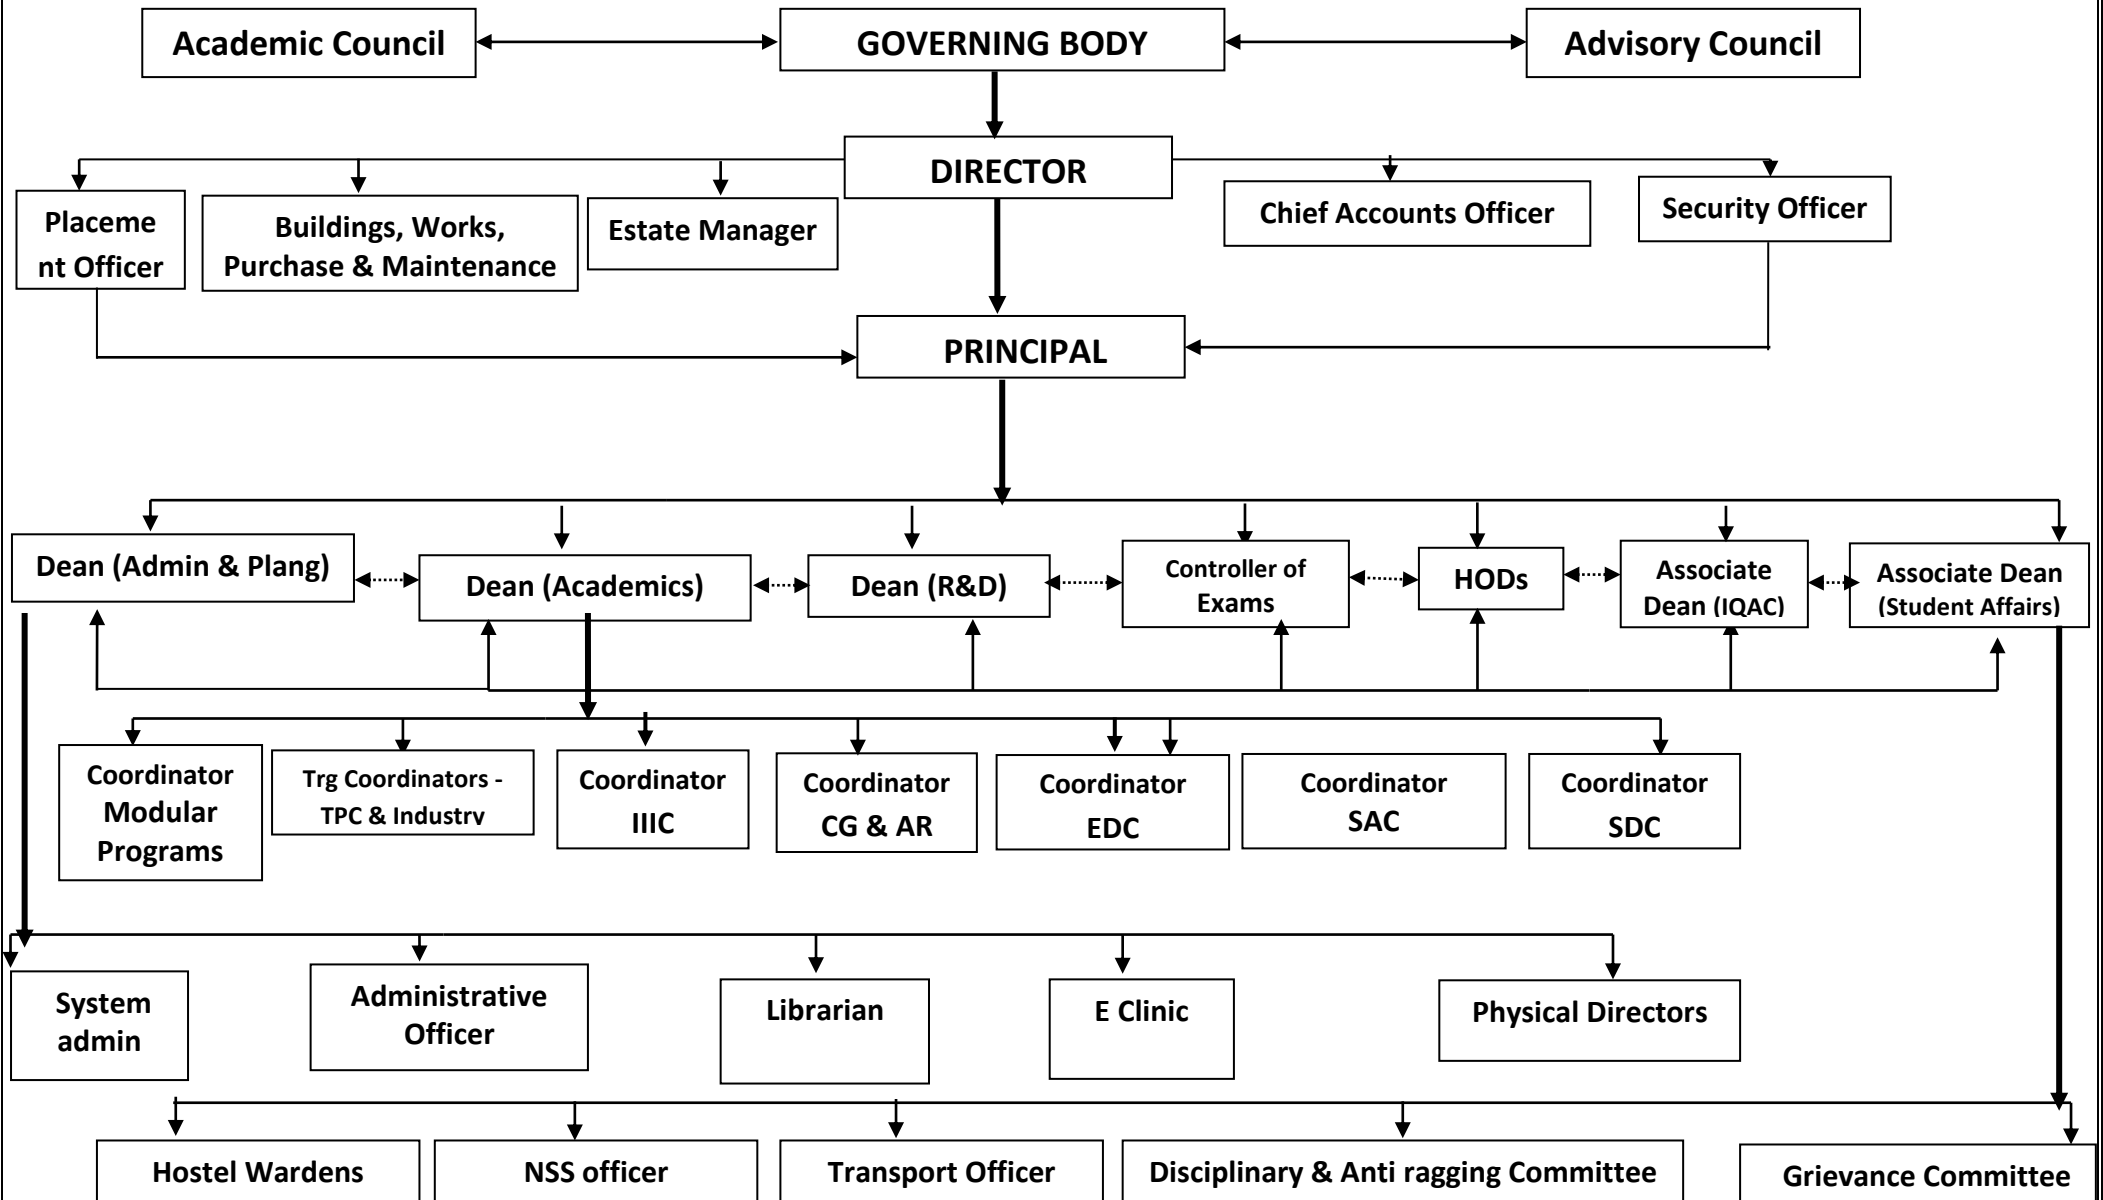 Academic Council
GOVERNING BODY
Advisory Council
DIRECTOR
Placeme
nt Officer
Buildings, Works,
Purchase & Maintenance
Estate Manager
Chief Accounts Officer
Security Officer
PRINCIPAL
Dean (Admin & Plang)
Dean (Academics)
Dean (R&D)
Controller of
Exams
HODs
Associate
Dean (IQAC)
Associate Dean
(Student Affairs)
Coordinator
Modular
Programs
Trg Coordinators -
TPC & Industry
Coordinator
IIIC
Coordinator
CG & AR
Coordinator
EDC
Coordinator
SAC
Coordinator
SDC
System
admin
Administrative
Officer
Librarian
E Clinic
Physical Directors
Hostel Wardens
NSS officer
Transport Officer
Disciplinary & Anti ragging Committee
Grievance Committee